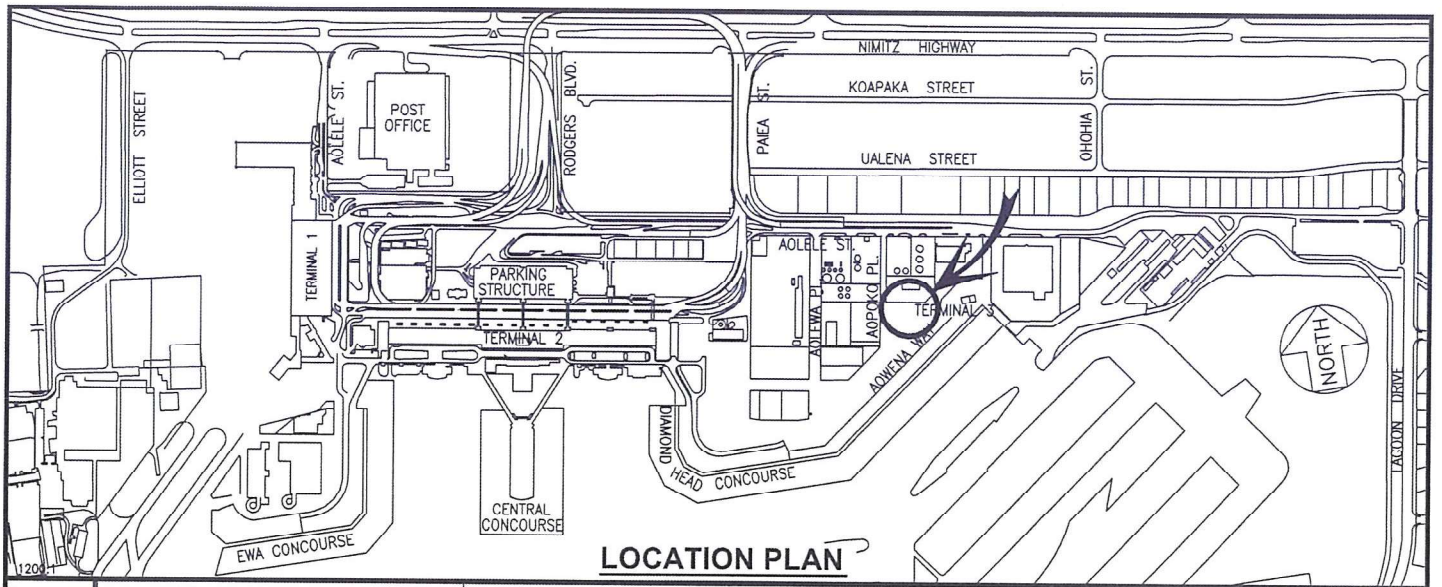 NIMITZ HIGHWAY
KOAPAKA STREET
UALENA STREET
ELLIOTT STREET
AOLELE ST.
POST
OFFICE
RODGERS BLVD.
PAIEA ST.
OHOHIA ST.
TERMINAL 1
PARKING
STRUCTURE
TERMINAL 2
AOLELE ST.
AOPOKO PL.
TERMINAL 3
AOWENA WAY
NORTH
LAGOON DRIVE
DIAMOND HEAD CONCOURSE
CENTRAL
CONCOURSE
EWA CONCOURSE
LOCATION PLAN